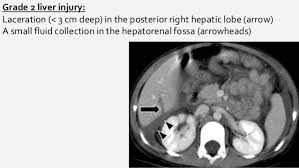 Grade 2 liver injury:
Laceration (< 3 cm deep) in the posterior right hepatic lobe (arrow)
A small fluid collection in the hepatorenal fossa (arrowheads)